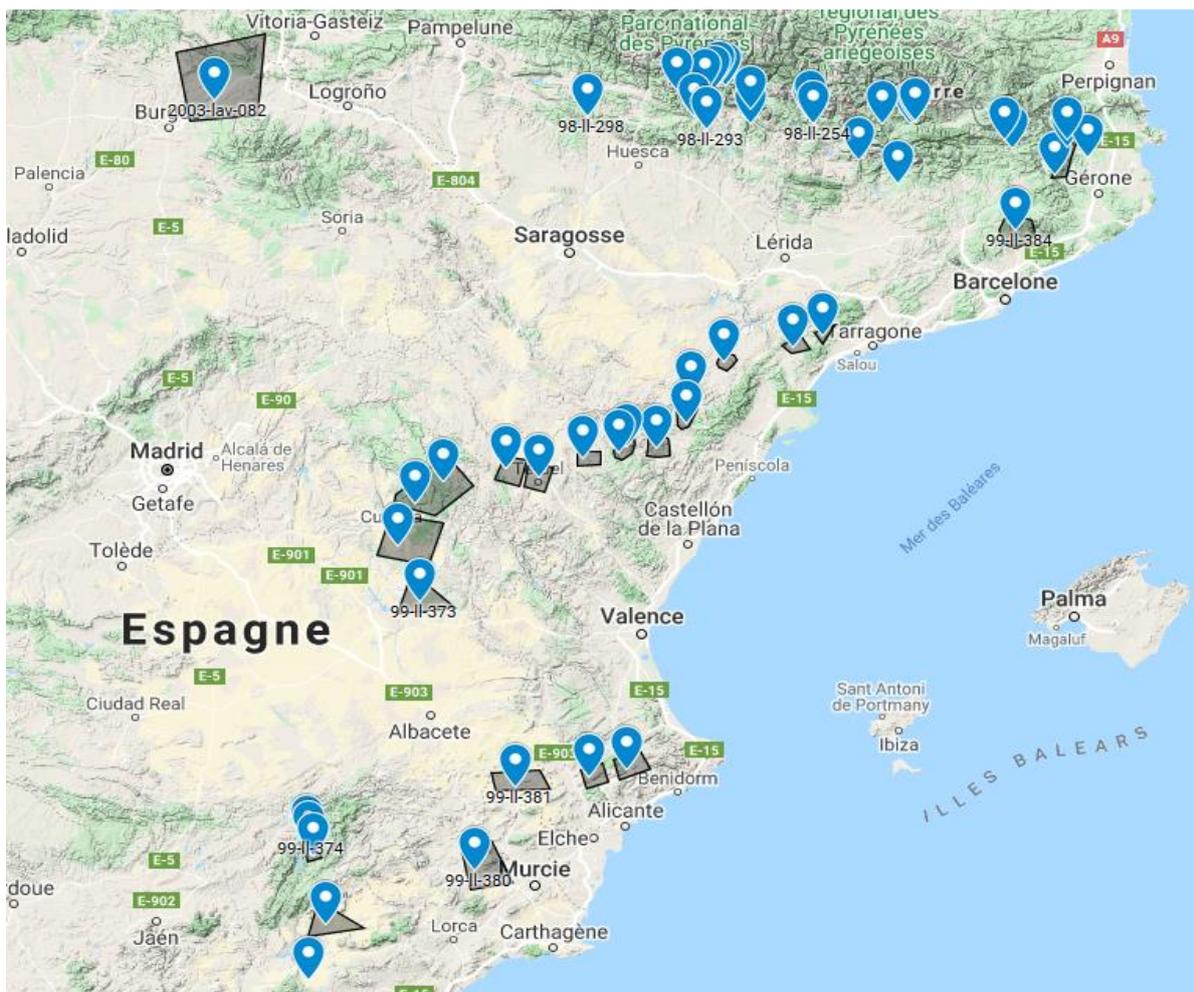 Vitoria-Gasteiz
Pampelune
Parc national
des Pyrénées
régional des
Pyrénées
ariégeoises
A9
Perpignan
Logroño
2003-lav-082
98-II-298
98-II-293
98-II-254
E-15
E-80
Huesca
Palencia
E-804
Gérone
Soria
E-5
ladolid
Saragosse
Lérida
99-II-384
E-15
Barcelone
Tarragone
Salou
E-5
E-90
E-15
Madrid
Alcalá de
Henares
Getafe
Peníscola
Castellón
de la Plana
Mer des Baléares
Tolède
E-901
E-901
99-II-373
Palma
Magaluf
Espagne
Valence
E-5
E-903
E-15
Ciudad Real
Albacete
Sant Antoni
de Portmany
Ibiza
ILLES BALEARS
E-903
E-15
99-II-381
Benidorm
Alicante
Elche
99-II-374
E-5
99-II-380
Murcie
doue
E-902
Jaén
Lorca
Carthagène
E-15